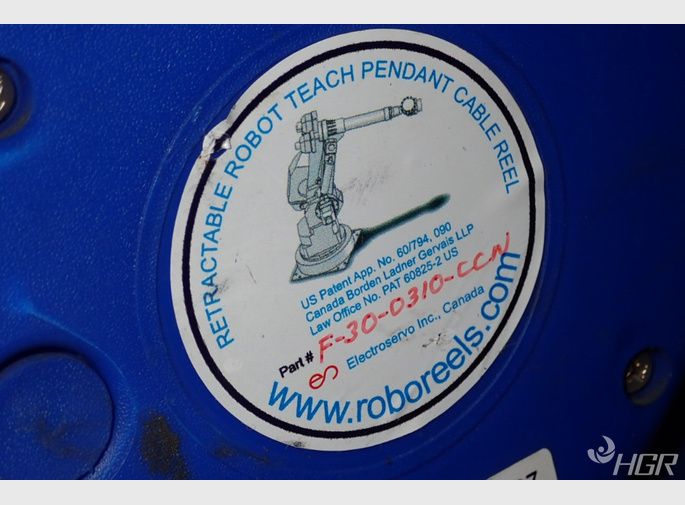 RETRACTABLE ROBOT TEACH PENDANT CABLE REEL
US Patent App. No. 60/794, 090
Canada Borden Ladner Gervais LLP
Law Office No. PAT 60825-2 US
Part # F-30-0310-CCN
es Electroservo Inc., Canada
www.roboreels.com
HGR